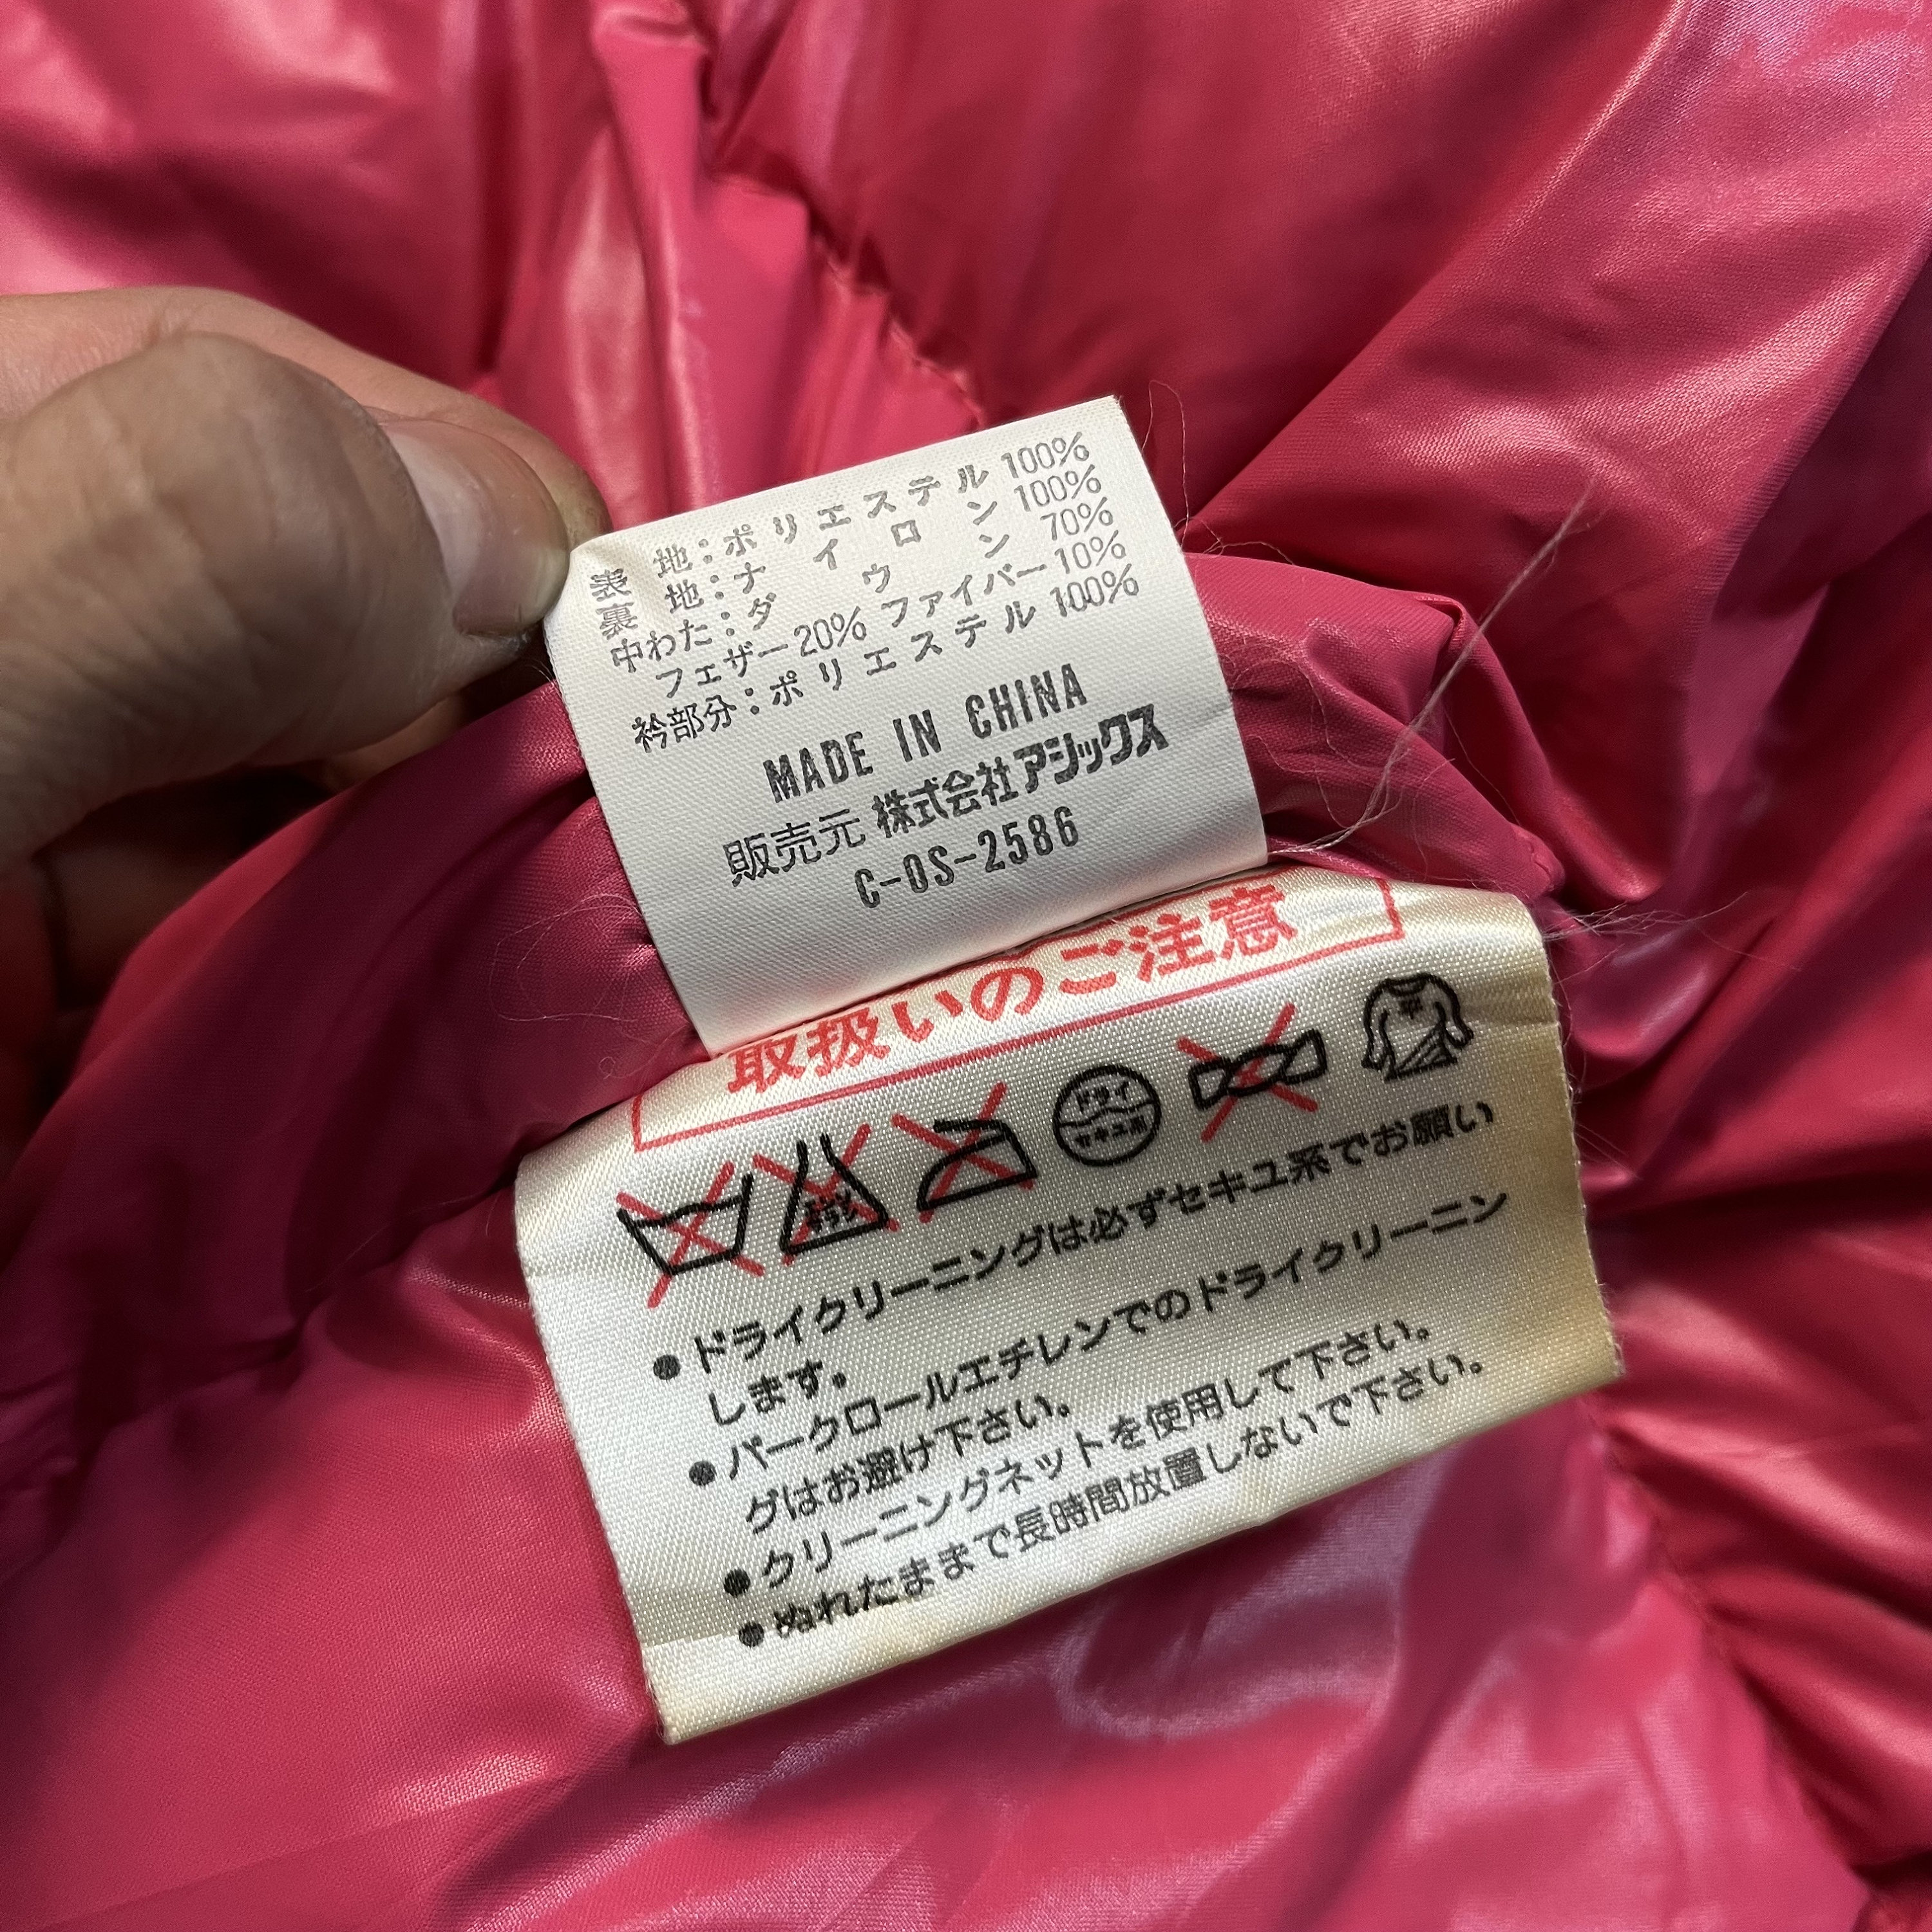 表 地：ポリエステル 100%
裏 地：ナイロン 100%
中わた：ダウン 70%
フェザー20% ファイバー10%
衿部分：ポリエステル 100%
MADE IN CHINA
販売元 株式会社アシックス
C-OS-2586
取扱いのご注意
エンソサラシ ドライ セキユ系
●ドライクリーニングは必ずセキユ系でお願い
します。
●パークロールエチレンでのドライクリーニン
グはお避け下さい。
●クリーニングネットを使用して下さい。
●ぬれたままで長時間放置しないで下さい。